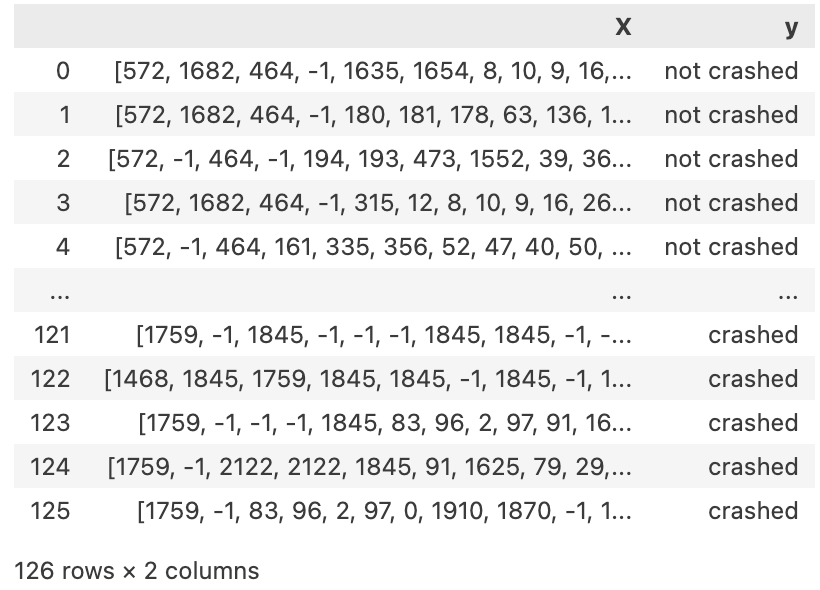 X y
0 [572, 1682, 464, -1, 1635, 1654, 8, 10, 9, 16,... not crashed
1 [572, 1682, 464, -1, 180, 181, 178, 63, 136, 1... not crashed
2 [572, -1, 464, -1, 194, 193, 473, 1552, 39, 36... not crashed
3 [572, 1682, 464, -1, 315, 12, 8, 10, 9, 16, 26... not crashed
4 [572, -1, 464, 161, 335, 356, 52, 47, 40, 50, ... not crashed
... ... ...
121 [1759, -1, 1845, -1, -1, -1, 1845, 1845, -1, -... crashed
122 [1468, 1845, 1759, 1845, 1845, -1, 1845, -1, 1... crashed
123 [1759, -1, -1, -1, 1845, 83, 96, 2, 97, 91, 16... crashed
124 [1759, -1, 2122, 2122, 1845, 91, 1625, 79, 29,... crashed
125 [1759, -1, 83, 96, 2, 97, 0, 1910, 1870, -1, 1... crashed
126 rows × 2 columns